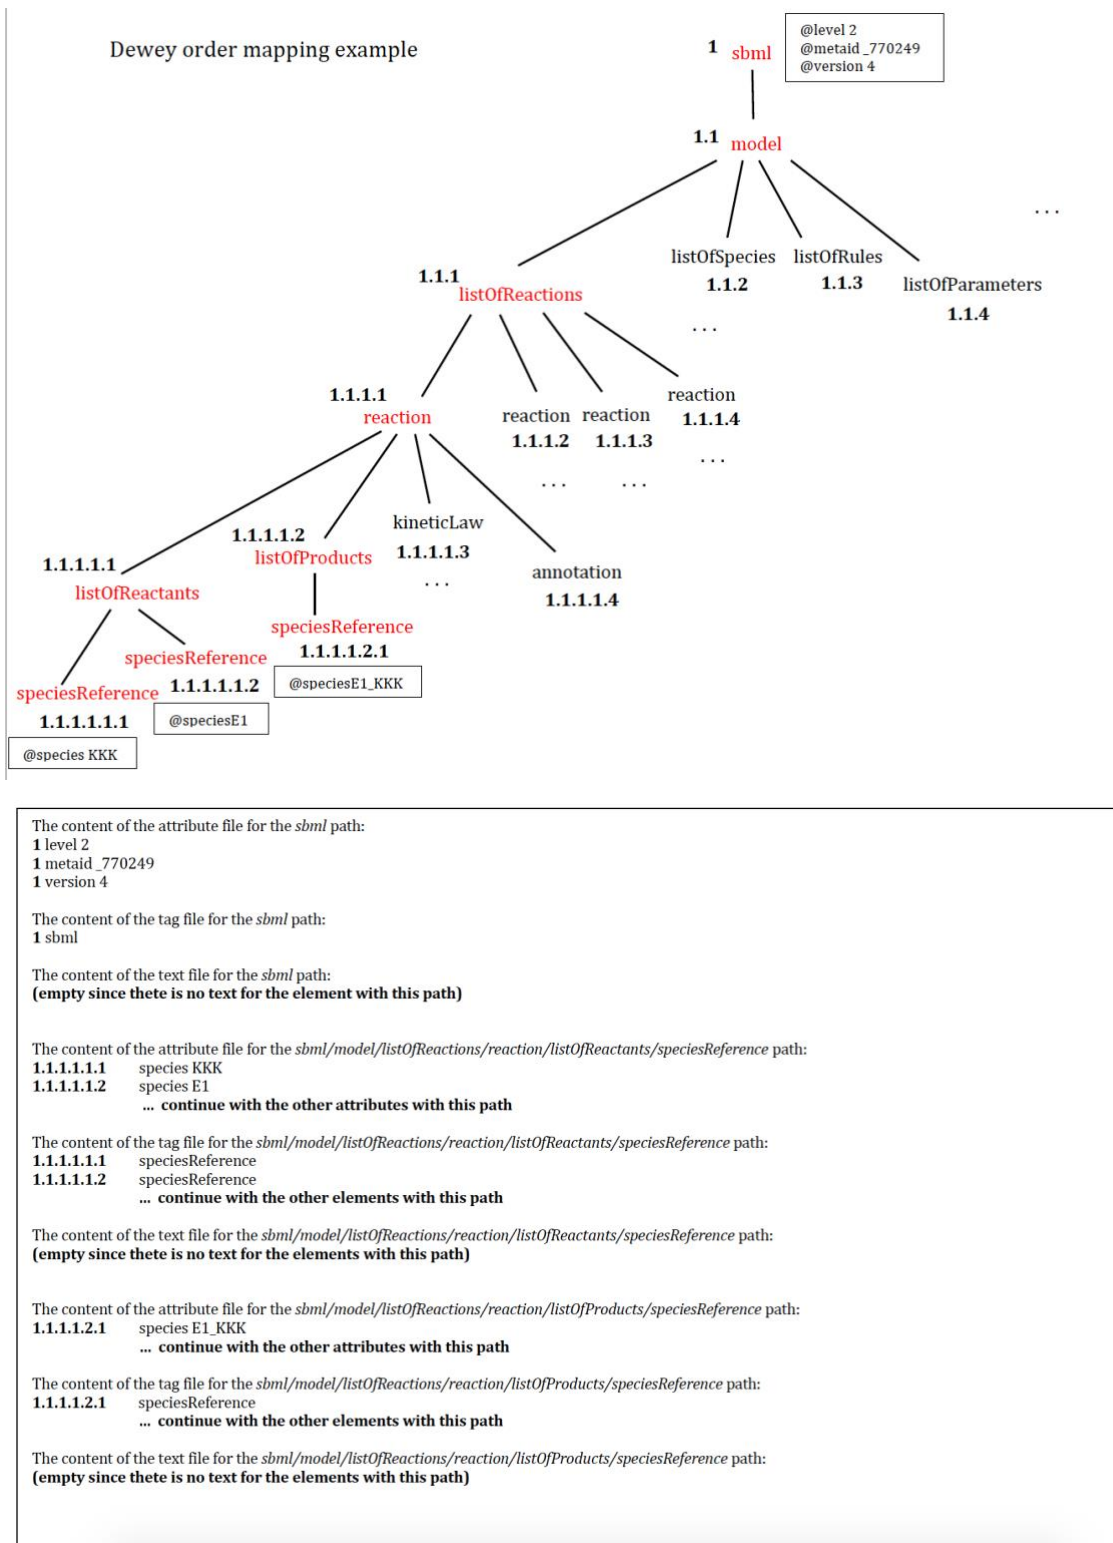 Dewey order mapping example
1 sbml
@level 2
@metaid _770249
@version 4
1.1 model
. . .
1.1.1 listOfReactions
listOfSpecies
1.1.2
. . .
listOfRules
1.1.3
listOfParameters
1.1.4
1.1.1.1
reaction
reaction
1.1.1.2
. . .
reaction
1.1.1.3
. . .
reaction
1.1.1.4
. . .
1.1.1.1.1
listOfReactants
1.1.1.1.2
listOfProducts
kineticLaw
1.1.1.1.3
. . .
annotation
1.1.1.1.4
speciesReference
1.1.1.1.1.1
@species KKK
speciesReference
1.1.1.1.1.2
@speciesE1
speciesReference
1.1.1.1.2.1
@speciesE1_KKK
The content of the attribute file for the sbml path:
1 level 2
1 metaid _770249
1 version 4
The content of the tag file for the sbml path:
1 sbml
The content of the text file for the sbml path:
(empty since thete is no text for the element with this path)
The content of the attribute file for the sbml/model/listOfReactions/reaction/listOfReactants/speciesReference path:
1.1.1.1.1.1 species KKK
1.1.1.1.1.2 species E1
... continue with the other attributes with this path
The content of the tag file for the sbml/model/listOfReactions/reaction/listOfReactants/speciesReference path:
1.1.1.1.1.1 speciesReference
1.1.1.1.1.2 speciesReference
... continue with the other elements with this path
The content of the text file for the sbml/model/listOfReactions/reaction/listOfReactants/speciesReference path:
(empty since thete is no text for the elements with this path)
The content of the attribute file for the sbml/model/listOfReactions/reaction/listOfProducts/speciesReference path:
1.1.1.1.2.1 species E1_KKK
... continue with the other attributes with this path
The content of the tag file for the sbml/model/listOfReactions/reaction/listOfProducts/speciesReference path:
1.1.1.1.2.1 speciesReference
... continue with the other elements with this path
The content of the text file for the sbml/model/listOfReactions/reaction/listOfProducts/speciesReference path:
(empty since thete is no text for the elements with this path)